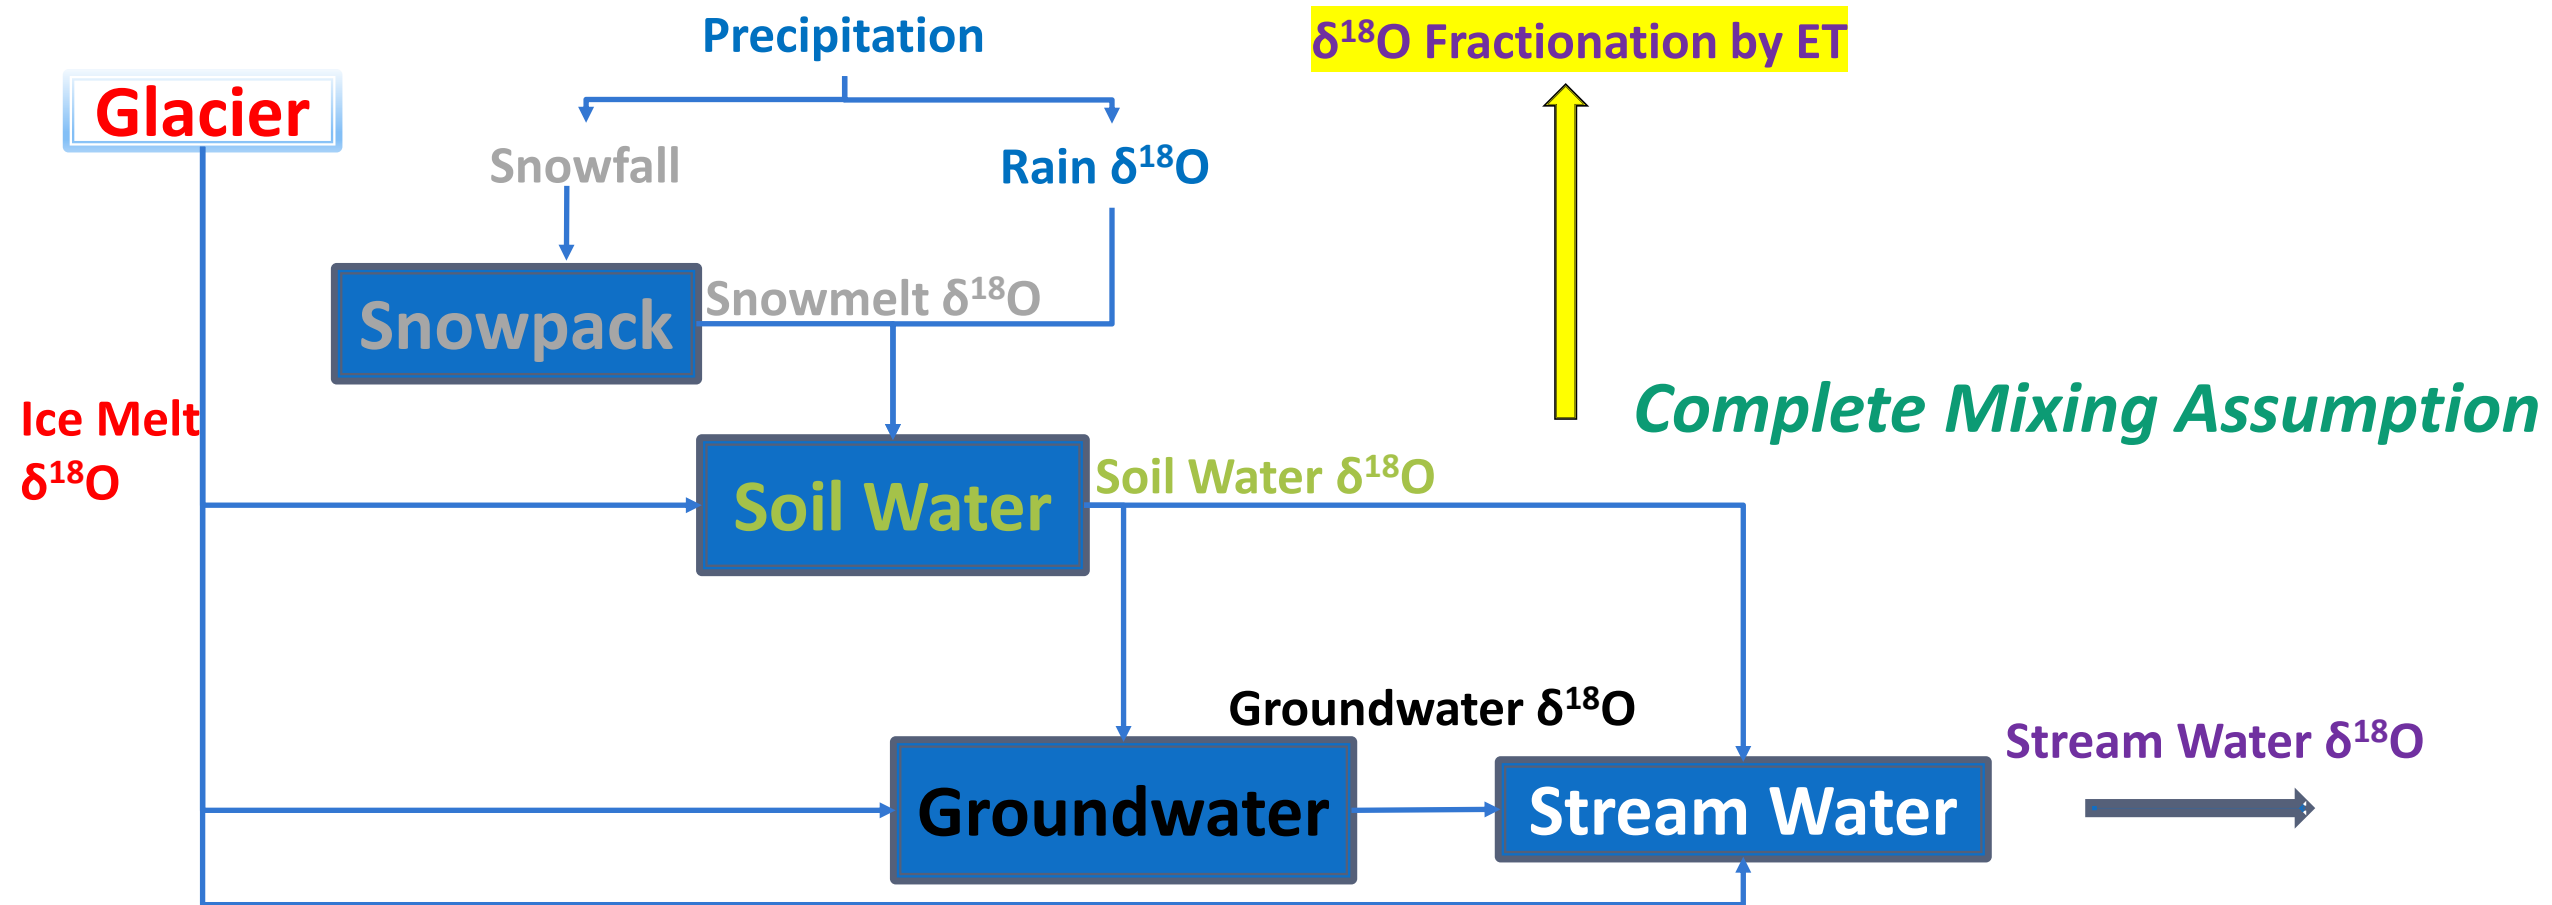 Precipitation
δ¹⁸O Fractionation by ET
Glacier
Snowfall
Rain δ¹⁸O
Snowmelt δ¹⁸O
Snowpack
Ice Melt
δ¹⁸O
Complete Mixing Assumption
Soil Water δ¹⁸O
Soil Water
Groundwater δ¹⁸O
Stream Water δ¹⁸O
Groundwater
Stream Water